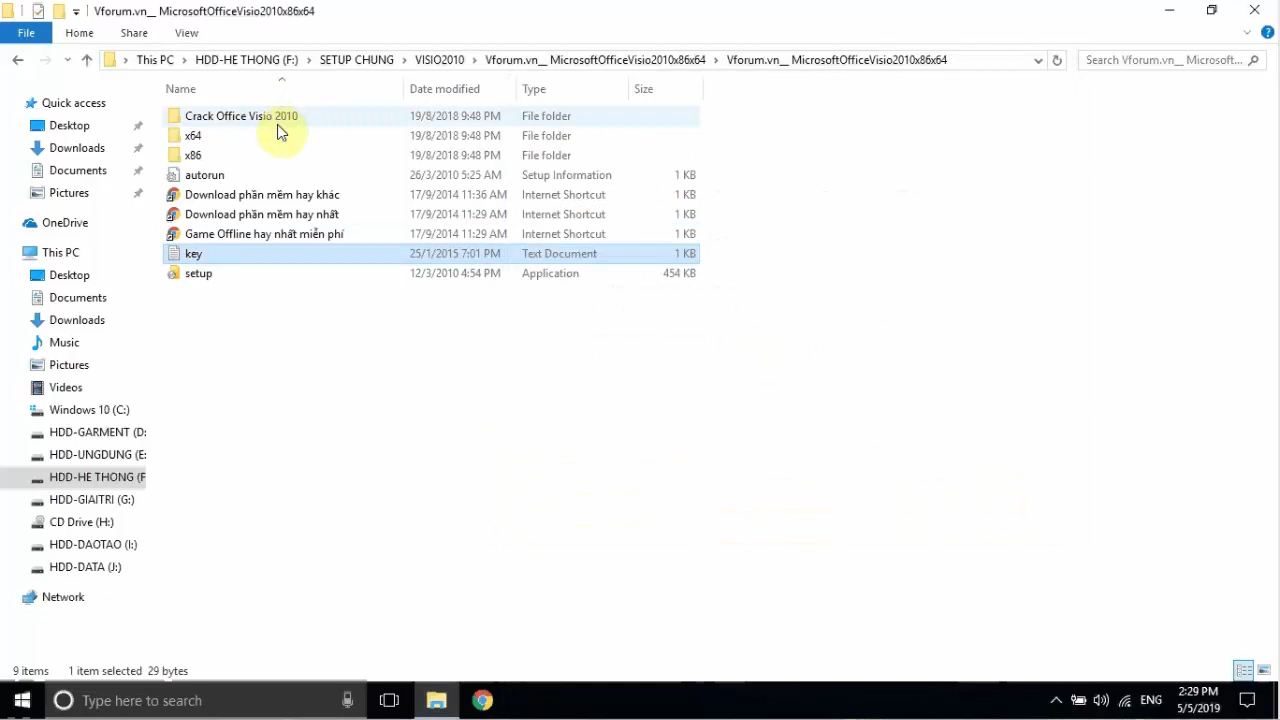 Vforum.vn__ MicrosoftOfficeVisio2010x86x64
File Home Share View
This PC HDD-HE THONG (F:) SETUP CHUNG VISIO2010 Vforum.vn__ MicrosoftOfficeVisio2010x86x64 Vforum.vn__ MicrosoftOfficeVisio2010x86x64 Search Vforum.vn__ Microsoft...
Name Date modified Type Size
Quick access
Desktop
Downloads
Documents
Pictures
OneDrive
This PC
Desktop
Documents
Downloads
Music
Pictures
Videos
Windows 10 (C:)
HDD-GARMENT (D:
HDD-UNGDUNG (E:
HDD-HE THONG (F
HDD-GIAITRI (G:)
CD Drive (H:)
HDD-DAOTAO (I:)
HDD-DATA (J:)
Network
Crack Office Visio 2010 19/8/2018 9:48 PM File folder
x64 19/8/2018 9:48 PM File folder
x86 19/8/2018 9:48 PM File folder
autorun 26/3/2010 5:25 AM Setup Information 1 KB
Download phần mềm hay khác 17/9/2014 11:36 AM Internet Shortcut 1 KB
Download phần mềm hay nhất 17/9/2014 11:29 AM Internet Shortcut 1 KB
Game Offline hay nhất miễn phí 17/9/2014 11:29 AM Internet Shortcut 1 KB
key 25/1/2015 7:01 PM Text Document 1 KB
setup 12/3/2010 4:54 PM Application 454 KB
9 items 1 item selected 29 bytes
Type here to search
ENG
2:29 PM
5/5/2019